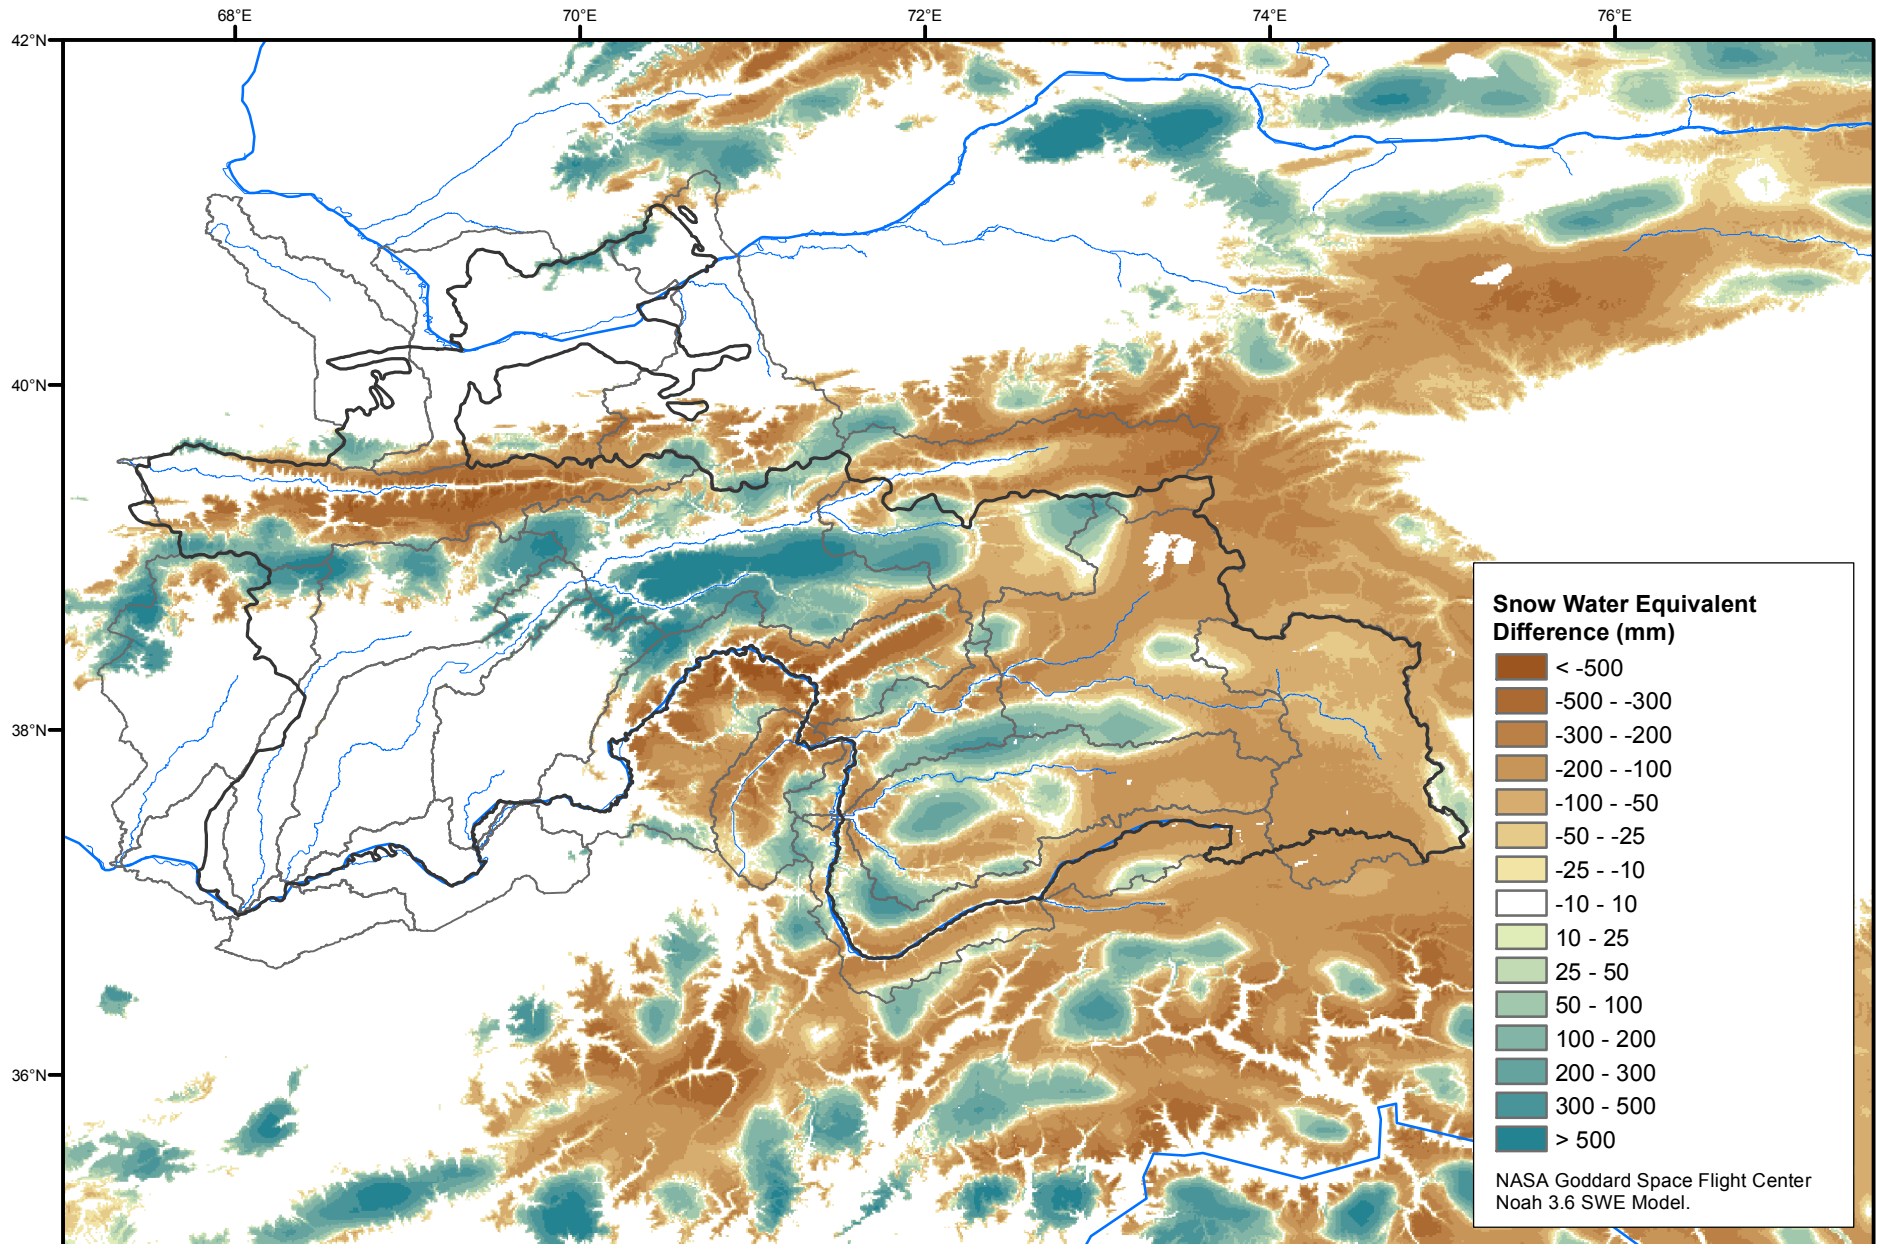 68°E 70°E 72°E 74°E 76°E
42°N
40°N
38°N
36°N
Snow Water Equivalent
Difference (mm)
< -500
-500 - -300
-300 - -200
-200 - -100
-100 - -50
-50 - -25
-25 - -10
-10 - 10
10 - 25
25 - 50
50 - 100
100 - 200
200 - 300
300 - 500
> 500
NASA Goddard Space Flight Center
Noah 3.6 SWE Model.